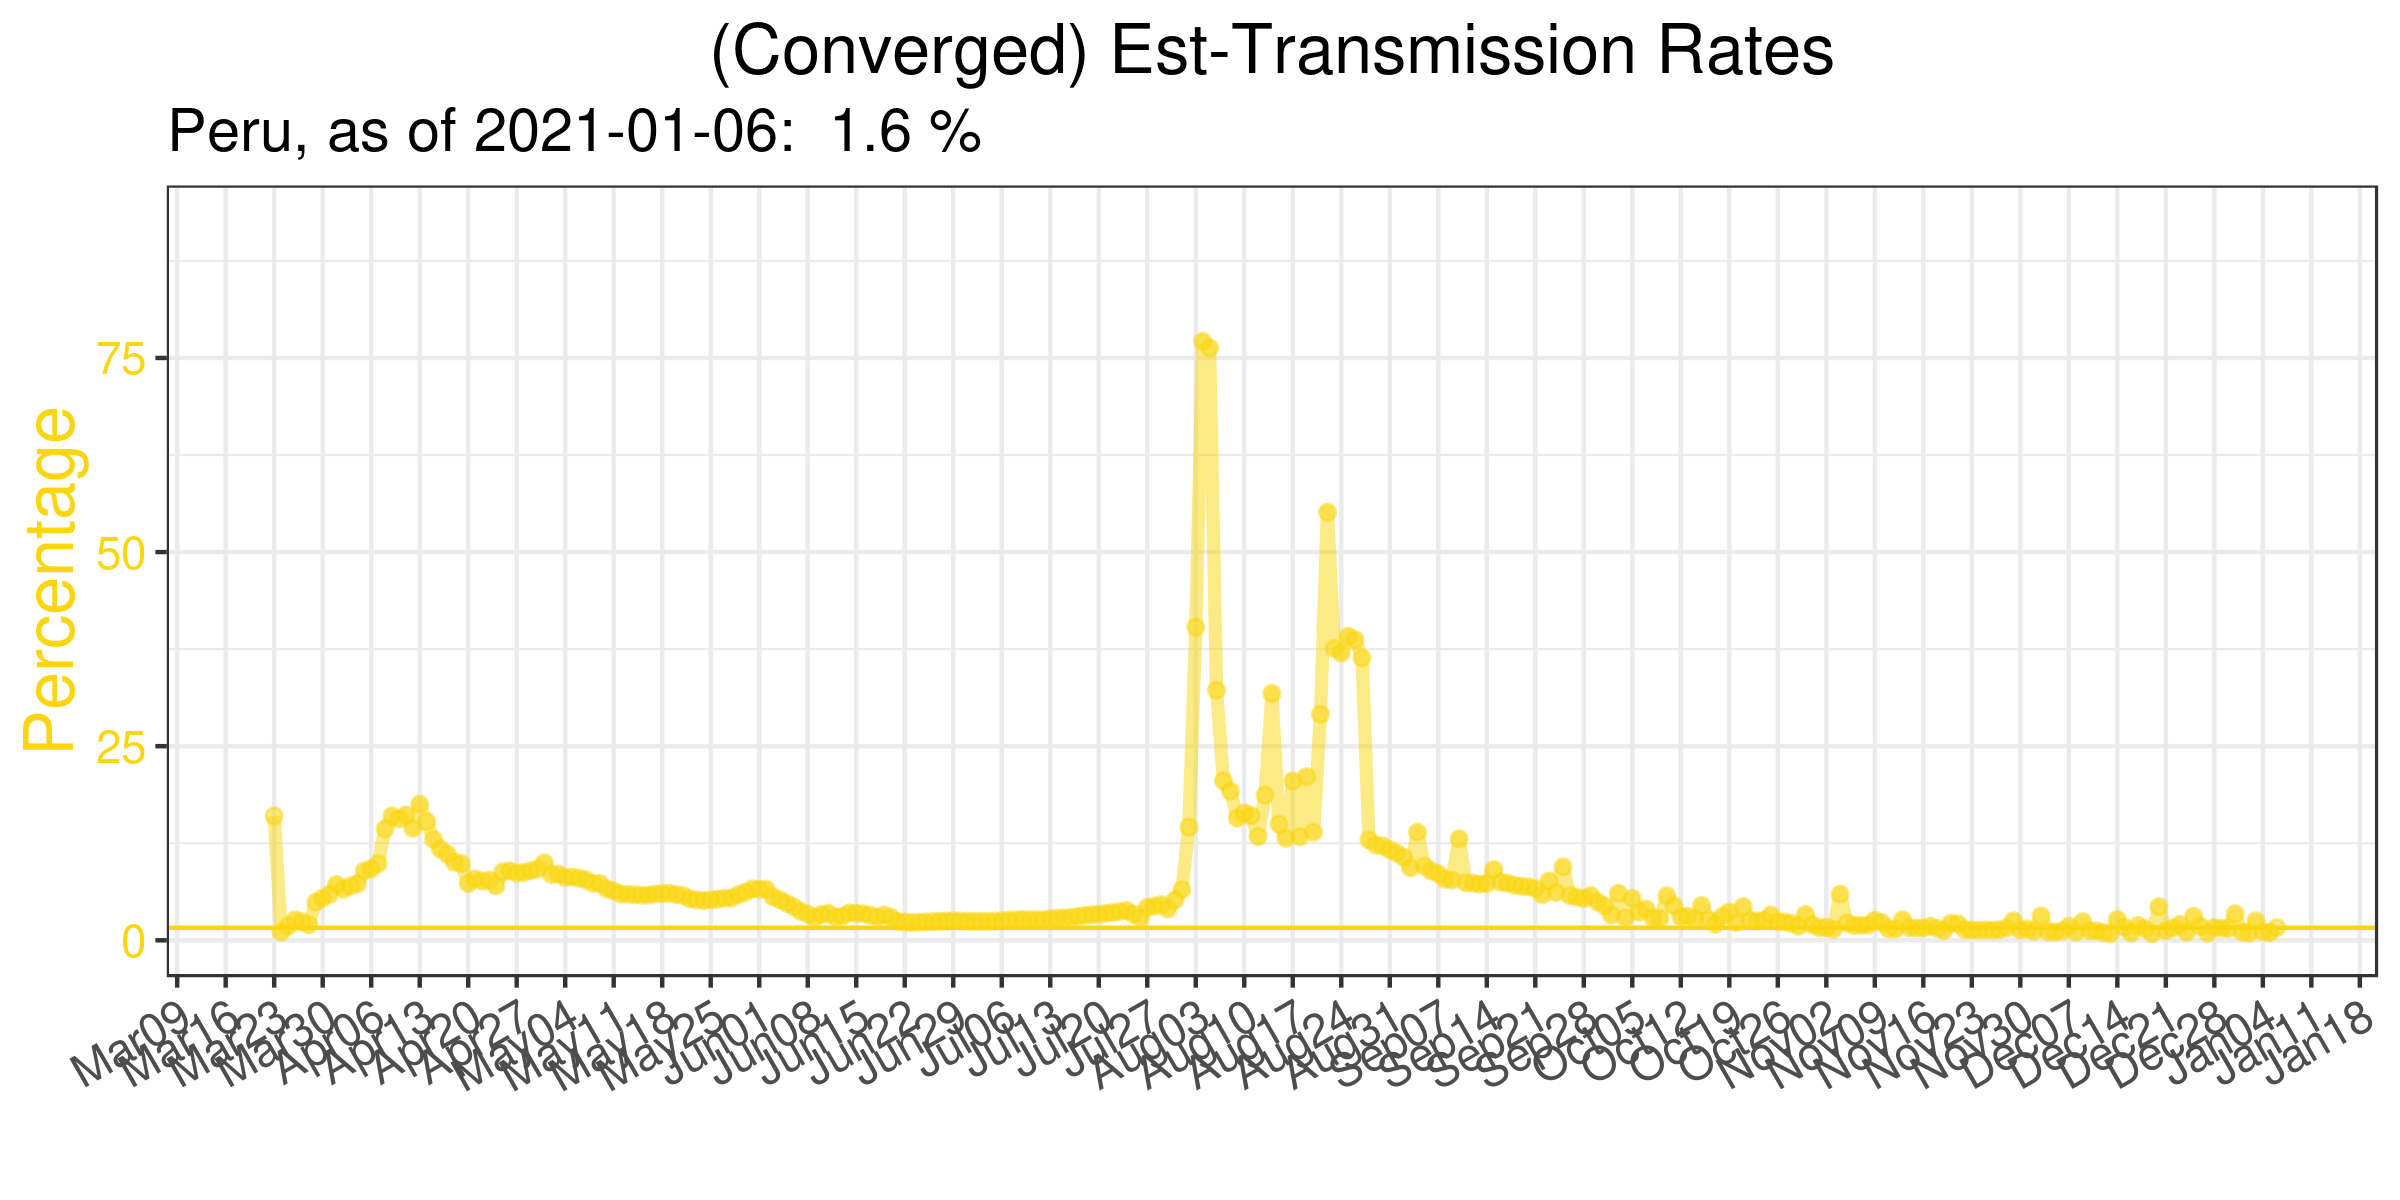 (Converged) Est-Transmission Rates
Peru, as of 2021-01-06:  1.6 %
Percentage
75
50
25
0
Mar09
Mar16
Mar23
Mar30
Apr06
Apr13
Apr20
Apr27
May04
May11
May18
May25
Jun01
Jun08
Jun15
Jun22
Jun29
Jul06
Jul13
Jul20
Jul27
Aug03
Aug10
Aug17
Aug24
Aug31
Sep07
Sep14
Sep21
Sep28
Oct05
Oct12
Oct19
Oct26
Nov02
Nov09
Nov16
Nov23
Nov30
Dec07
Dec14
Dec21
Dec28
Jan04
Jan11
Jan18